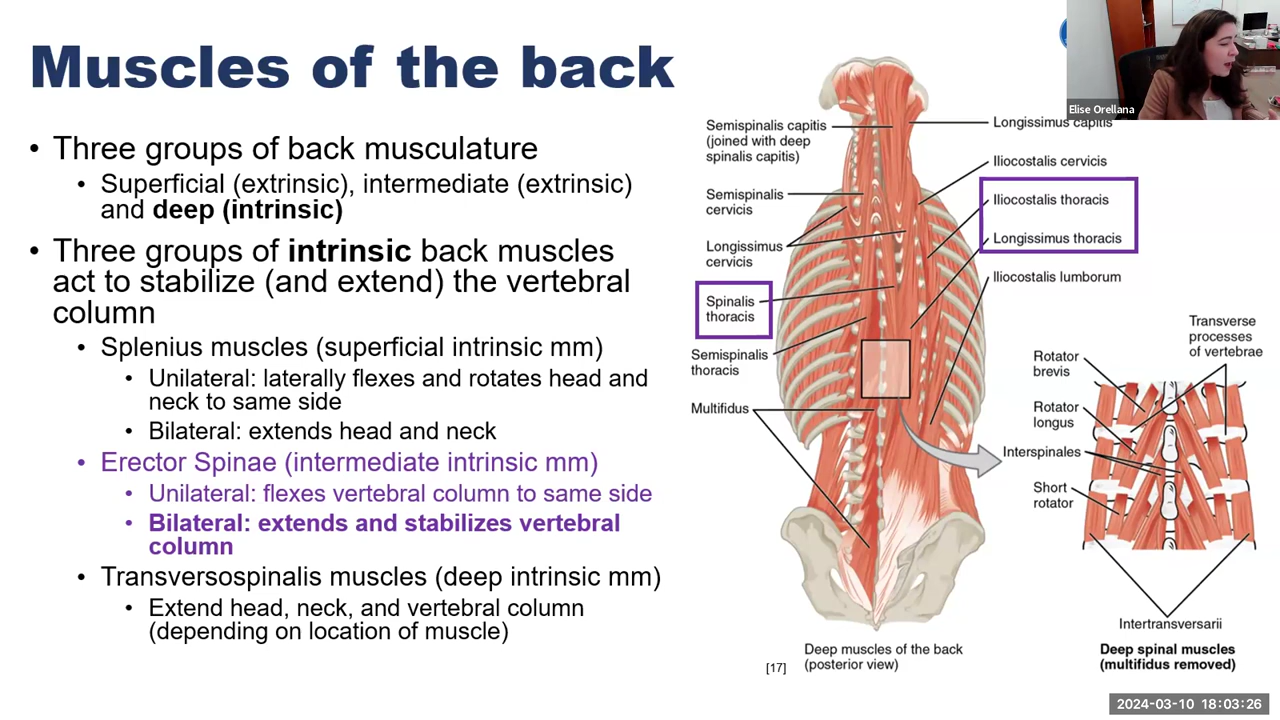 Muscles of the back
• Three groups of back musculature
• Superficial (extrinsic), intermediate (extrinsic)
and deep (intrinsic)
• Three groups of intrinsic back muscles
act to stabilize (and extend) the vertebral
column
• Splenius muscles (superficial intrinsic mm)
• Unilateral: laterally flexes and rotates head and
neck to same side
• Bilateral: extends head and neck
• Erector Spinae (intermediate intrinsic mm)
• Unilateral: flexes vertebral column to same side
• Bilateral: extends and stabilizes vertebral
column
• Transversospinalis muscles (deep intrinsic mm)
• Extend head, neck, and vertebral column
(depending on location of muscle)
Semispinalis capitis
(joined with deep
spinalis capitis)
Semispinalis
cervicis
Longissimus
cervicis
Spinalis
thoracis
Semispinalis
thoracis
Multifidus
Longissimus capitis
Iliocostalis cervicis
Iliocostalis thoracis
Longissimus thoracis
Iliocostalis lumborum
Transverse
processes
of vertebrae
Rotator
brevis
Rotator
longus
Interspinales
Short
rotator
Intertransversarii
Deep muscles of the back
(posterior view)
Deep spinal muscles
(multifidus removed)
[17]
Elise Orellana
2024-03-10 18:03:26